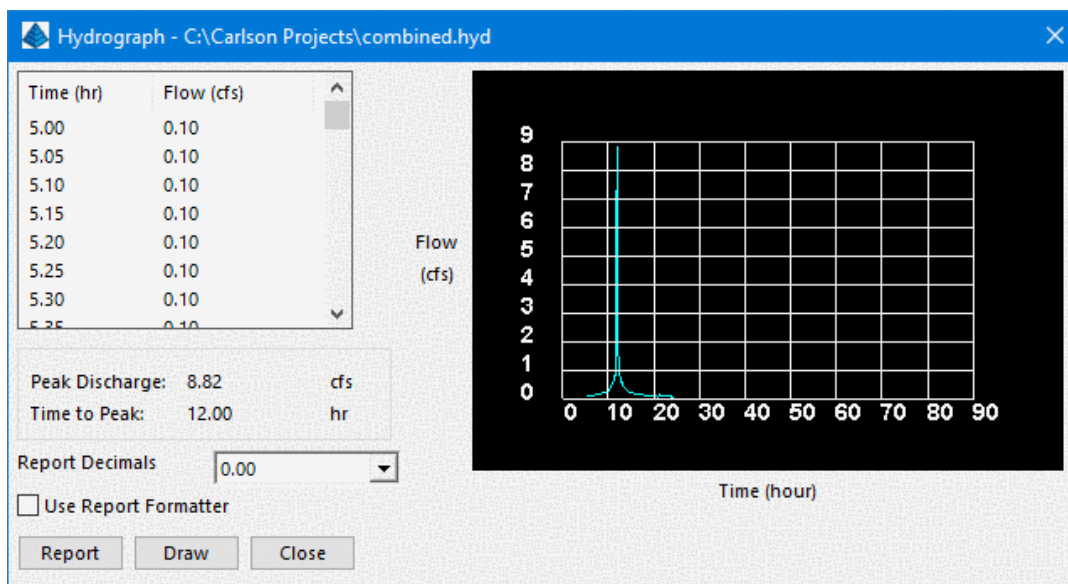 Hydrograph - C:\Carlson Projects\combined.hyd
Time (hr) Flow (cfs)
5.00 0.10
5.05 0.10
5.10 0.10
5.15 0.10
5.20 0.10
5.25 0.10
5.30 0.10
5.35 0.10
Peak Discharge: 8.82 cfs
Time to Peak: 12.00 hr
Report Decimals 0.00
Use Report Formatter
Report Draw Close
Flow
(cfs)
9
8
7
6
5
4
3
2
1
0
0 10 20 30 40 50 60 70 80 90
Time (hour)